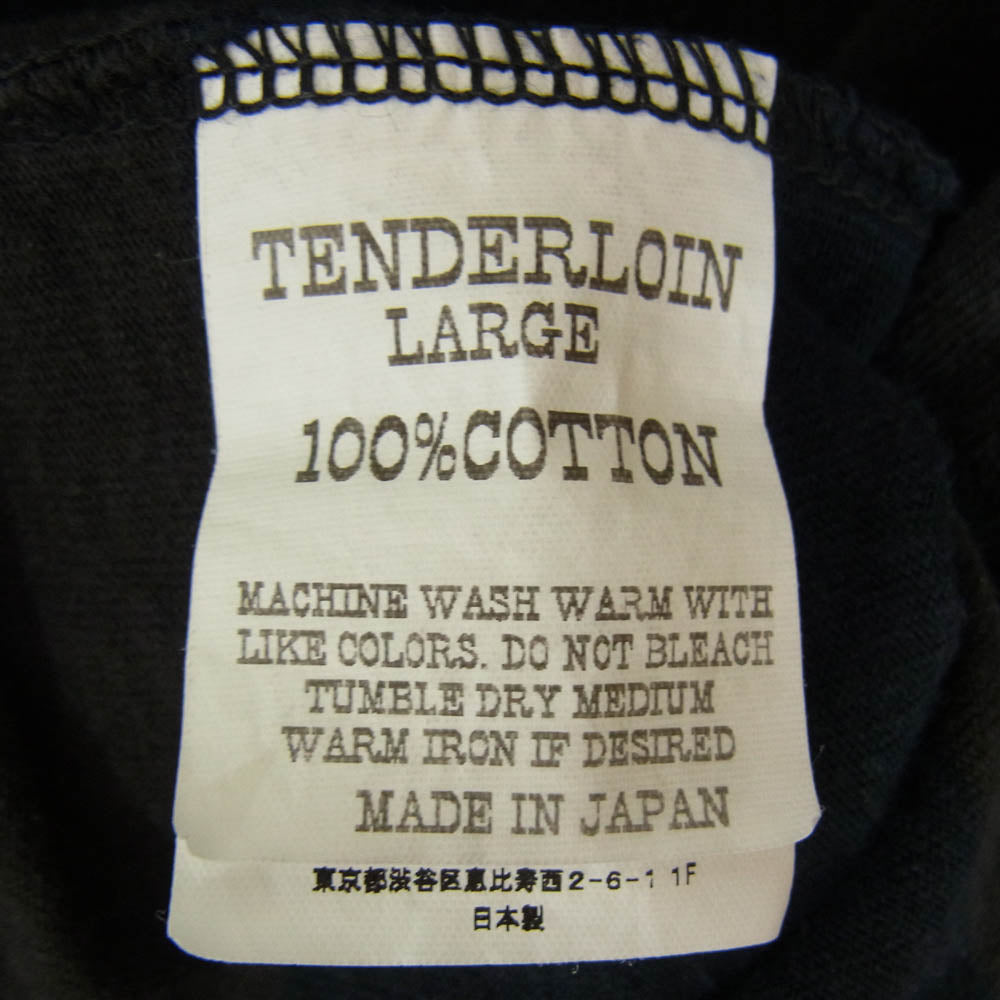 TENDERLOIN
LARGE
100%COTTON
MACHINE WASH WARM WITH
LIKE COLORS. DO NOT BLEACH
TUMBLE DRY MEDIUM
WARM IRON IF DESIRED
MADE IN JAPAN
東京都渋谷区恵比寿西2-6-1 1F
日本製